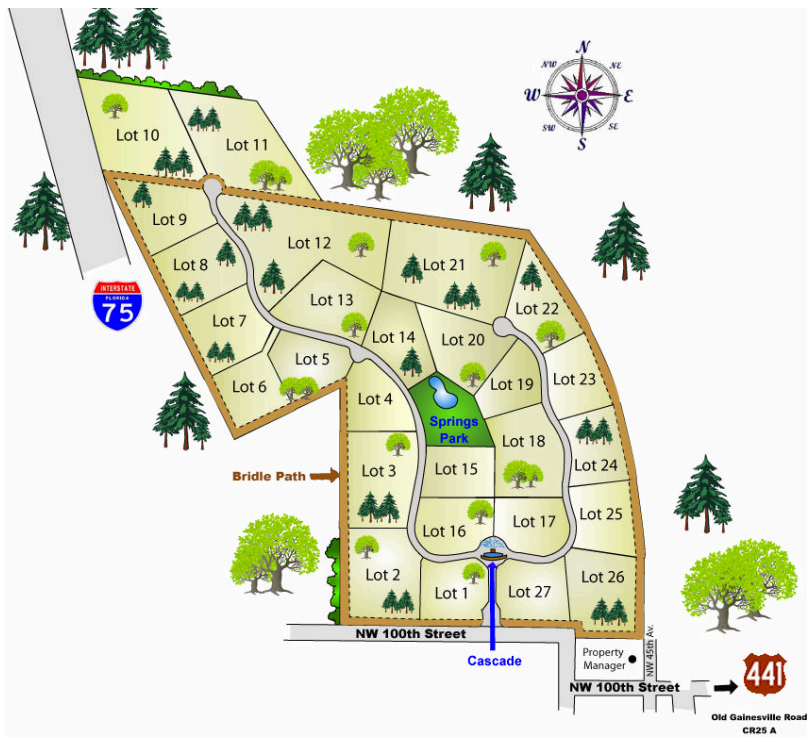 N
NW
NE
W
E
SW
SE
S
Lot 10
Lot 11
Lot 9
Lot 12
Lot 8
Lot 21
INTERSTATE
FLORIDA
75
Lot 13
Lot 22
Lot 7
Lot 14
Lot 20
Lot 5
Lot 19
Lot 23
Lot 6
Lot 4
Springs
Park
Lot 18
Lot 3
Lot 15
Lot 24
Bridle Path
Lot 25
Lot 16
Lot 17
Lot 2
Lot 1
Lot 27
Lot 26
NW 100th Street
NW 45th Av.
Property
Manager
Cascade
441
NW 100th Street
Old Gainesville Road
CR25 A